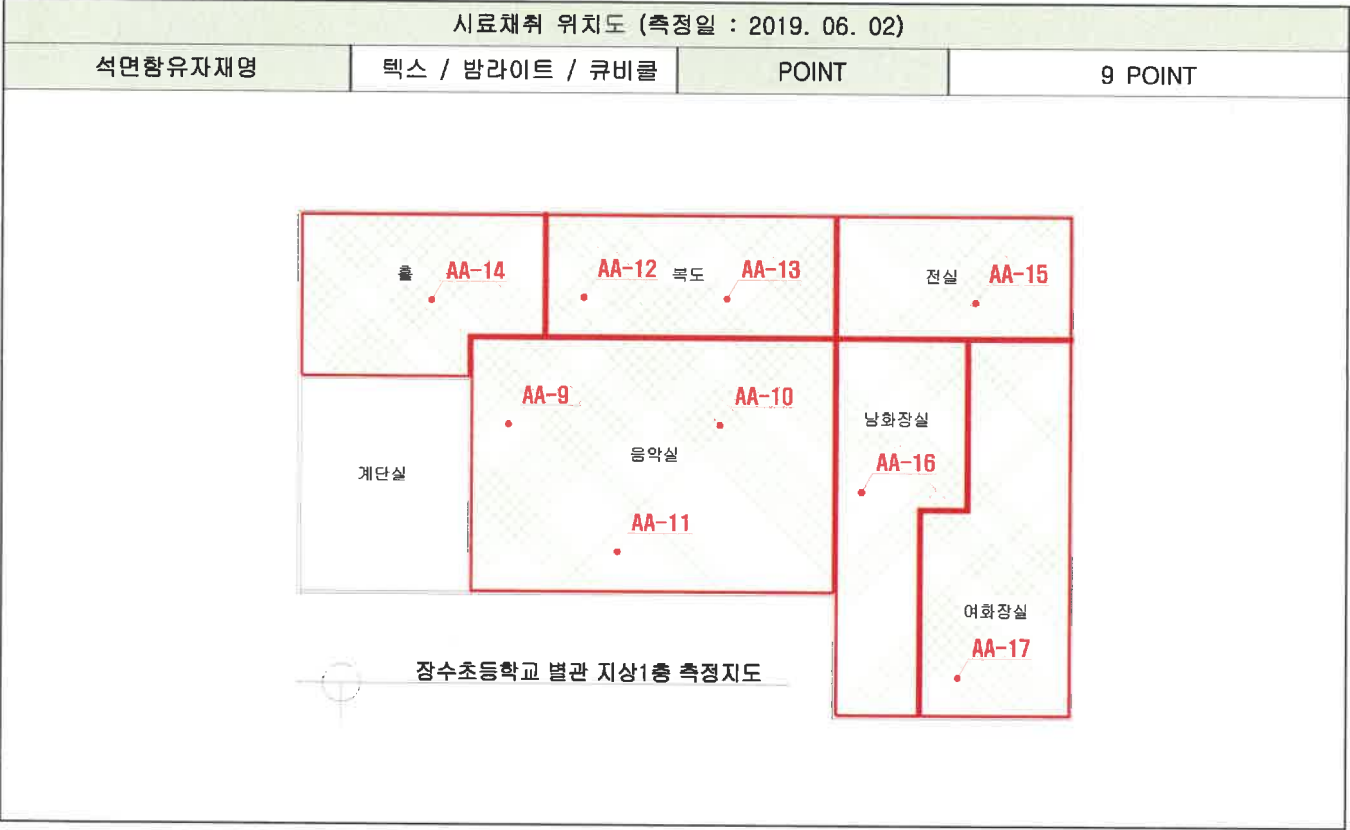 시료채취 위치도 (측정일 : 2019. 06. 02)
석면함유자재명 텍스 / 밤라이트 / 큐비클 POINT 9 POINT
홀 AA-14 AA-12 복도 AA-13 전실 AA-15
AA-9 AA-10
남화장실
음악실
AA-16
계단실
AA-11
여화장실
AA-17
장수초등학교 별관 지상1층 측정지도